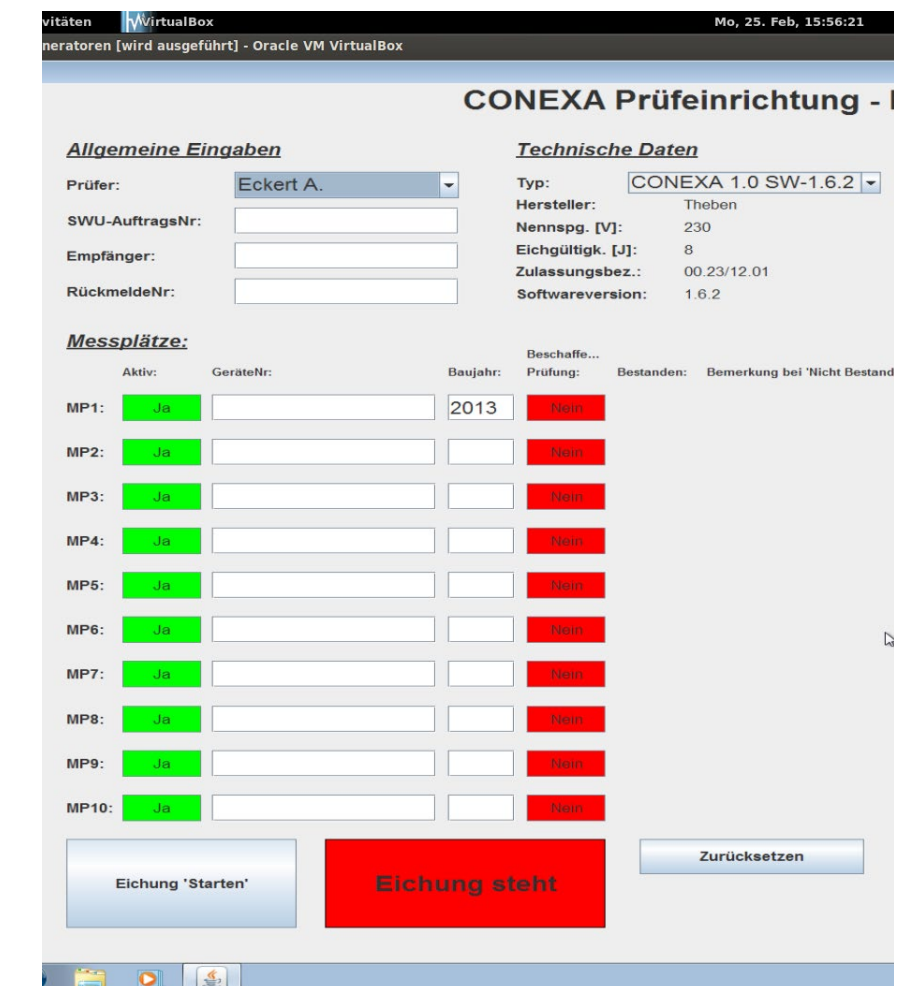 vitäten VirtualBox Mo, 25. Feb, 15:56:21
neratoren [wird ausgeführt] - Oracle VM VirtualBox
CONEXA Prüfeinrichtung -
Allgemeine Eingaben
Prüfer: Eckert A.
SWU-AuftragsNr:
Empfänger:
RückmeldeNr:
Technische Daten
Typ: CONEXA 1.0 SW-1.6.2
Hersteller: Theben
Nennspg. [V]: 230
Eichgültigk. [J]: 8
Zulassungsbez.: 00.23/12.01
Softwareversion: 1.6.2
Messplätze:
Aktiv: GeräteNr: Baujahr: Beschaffe... Prüfung: Bestanden: Bemerkung bei 'Nicht Bestand
MP1: Ja 2013 Nein
MP2: Ja Nein
MP3: Ja Nein
MP4: Ja Nein
MP5: Ja Nein
MP6: Ja Nein
MP7: Ja Nein
MP8: Ja Nein
MP9: Ja Nein
MP10: Ja Nein
Eichung 'Starten' Eichung steht Zurücksetzen